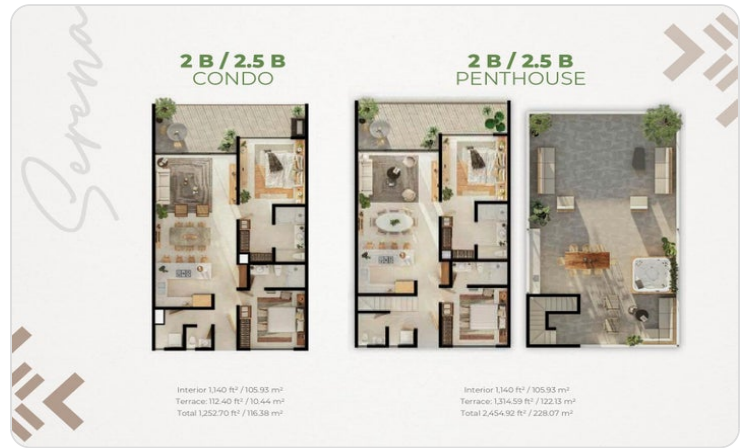 Serena
2 B / 2.5 B
CONDO
2 B / 2.5 B
PENTHOUSE
Interior 1,140 ft² / 105.93 m²
Terrace: 112.40 ft² / 10.44 m²
Total 1,252.70 ft² / 116.38 m²
Interior 1,140 ft² / 105.93 m²
Terrace: 1,314.59 ft² / 122.13 m²
Total 2,454.92 ft² / 228.07 m²